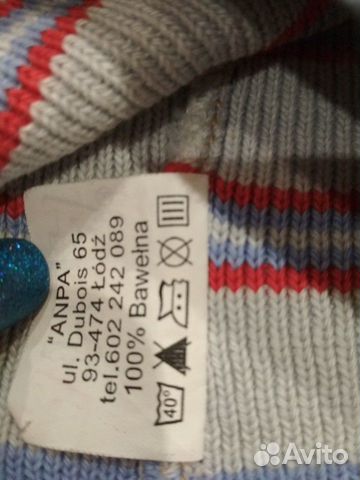 "ANPA"
ul. Dubois 65
93-474 Łódź
tel.602 242 089
100% Bawełna
40°
Avito